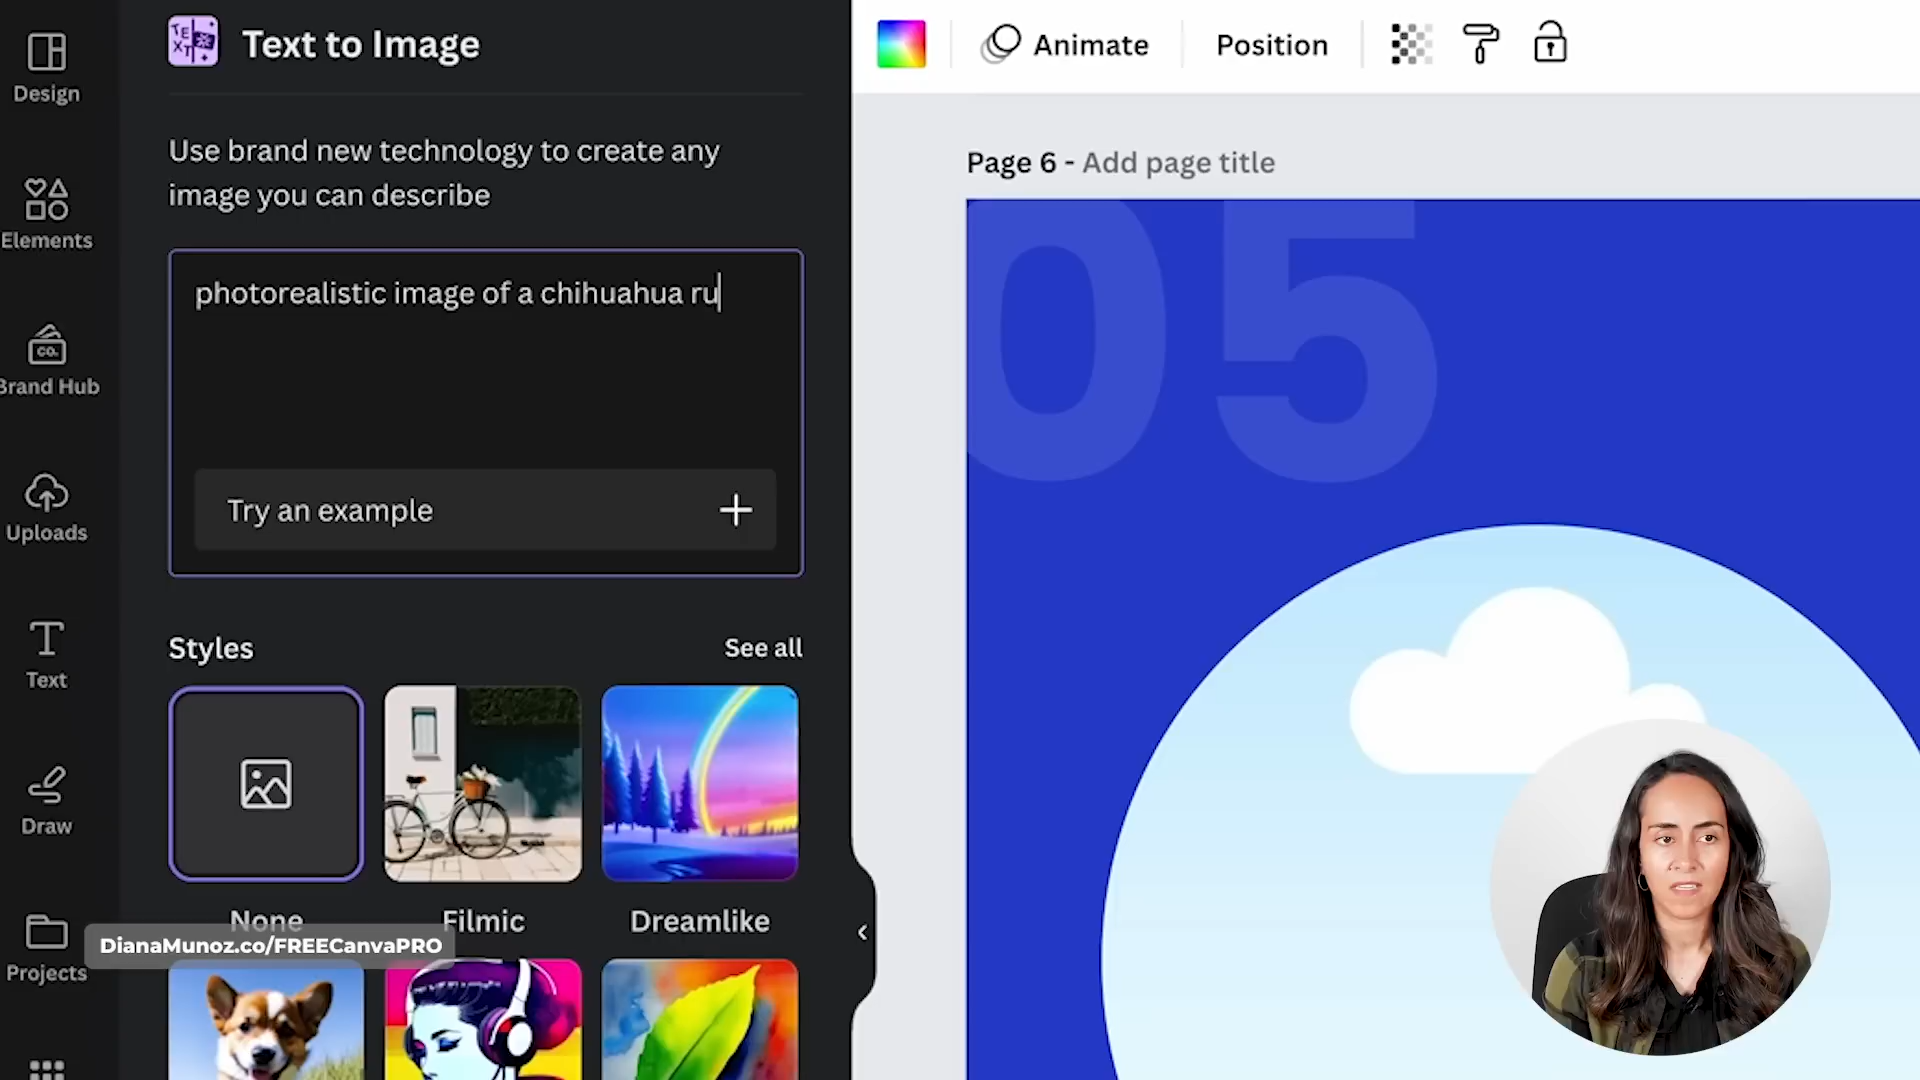 Design
Elements
CO.
Brand Hub
Uploads
Text
Draw
Projects
TEXT
Text to Image
Use brand new technology to create any
image you can describe
photorealistic image of a chihuahua ru
Try an example
Styles
See all
None
Filmic
Dreamlike
DianaMunoz.co/FREECanvaPRO
Animate
Position
Page 6 - Add page title
05